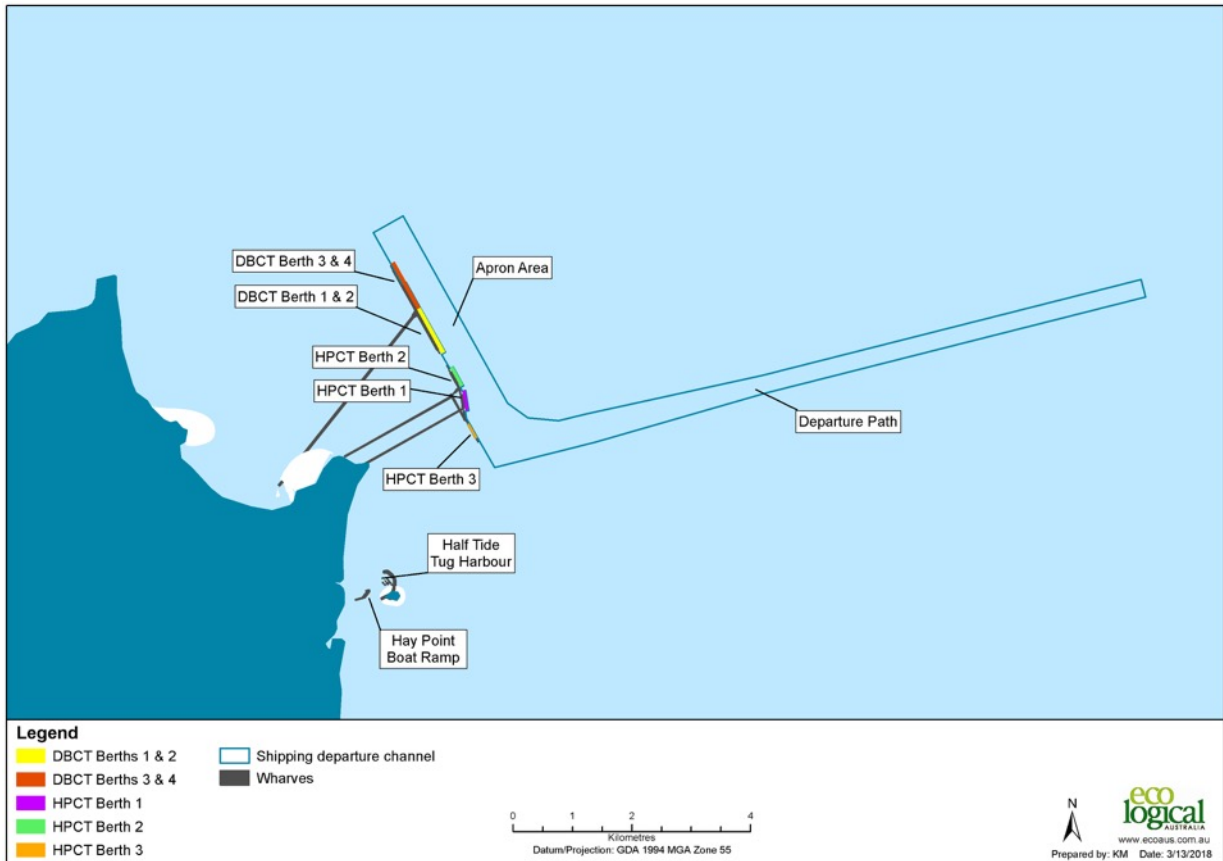 DBCT Berth 3 & 4
Apron Area
DBCT Berth 1 & 2
HPCT Berth 2
HPCT Berth 1
Departure Path
HPCT Berth 3
Half Tide
Tug Harbour
Hay Point
Boat Ramp
Legend
DBCT Berths 1 & 2
DBCT Berths 3 & 4
HPCT Berth 1
HPCT Berth 2
HPCT Berth 3
Shipping departure channel
Wharves
0 1 2 4
Kilometres
Datum/Projection: GDA 1994 MGA Zone 55
N
eco
logical
AUSTRALIA
www.ecoaus.com.au
Prepared by: KM Date: 3/13/2018